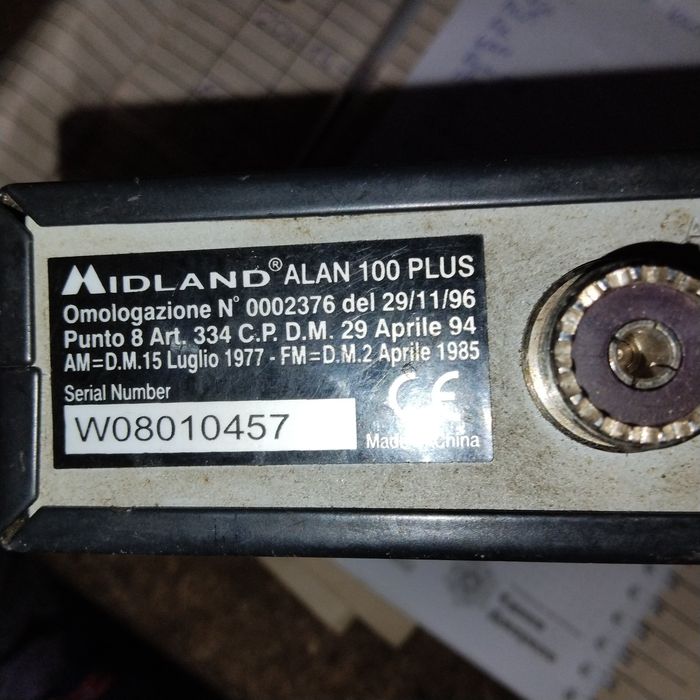 MIDLAND® ALAN 100 PLUS
Omologazione N° 0002376 del 29/11/96
Punto 8 Art. 334 C.P. D.M. 29 Aprile 94
AM=D.M.15 Luglio 1977 - FM=D.M.2 Aprile 1985
Serial Number
CE
W08010457
Made China